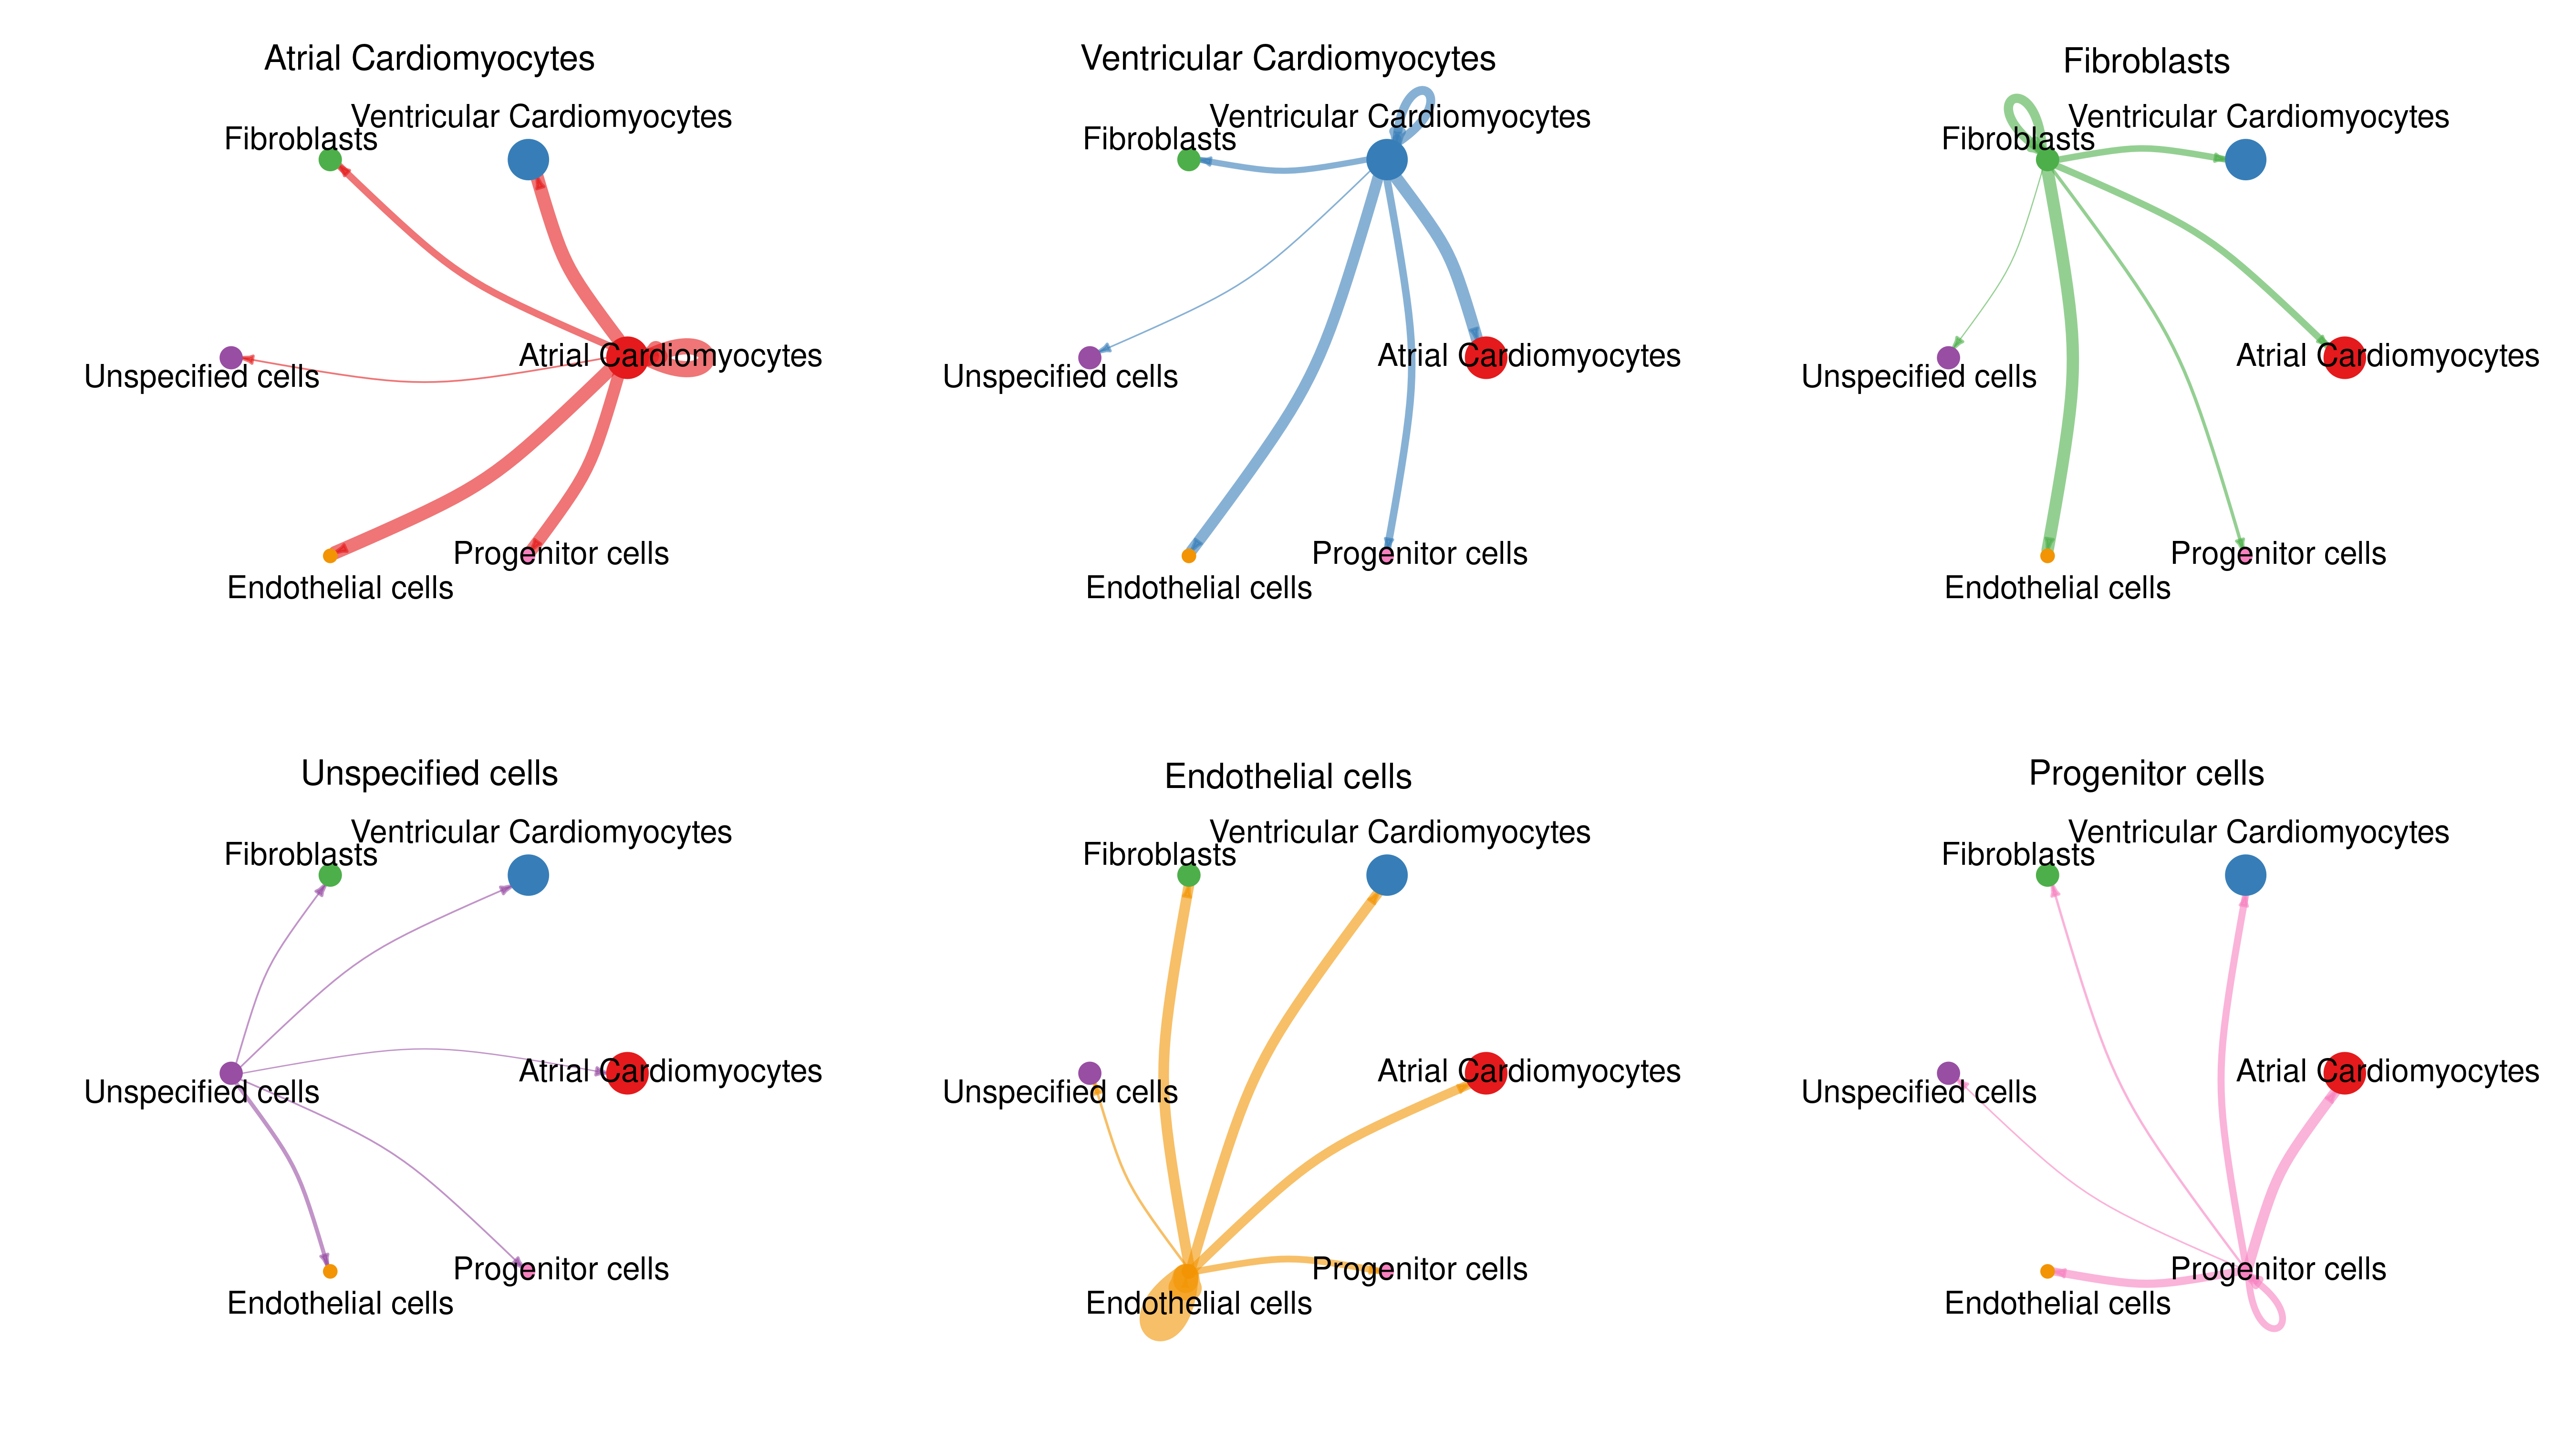 Atrial Cardiomyocytes
Ventricular Cardiomyocytes
Fibroblasts
Unspecified cells
Atrial Cardiomyocytes
Endothelial cells
Progenitor cells
Ventricular Cardiomyocytes
Ventricular Cardiomyocytes
Fibroblasts
Unspecified cells
Atrial Cardiomyocytes
Endothelial cells
Progenitor cells
Fibroblasts
Ventricular Cardiomyocytes
Fibroblasts
Unspecified cells
Atrial Cardiomyocytes
Endothelial cells
Progenitor cells
Unspecified cells
Ventricular Cardiomyocytes
Fibroblasts
Unspecified cells
Atrial Cardiomyocytes
Endothelial cells
Progenitor cells
Endothelial cells
Ventricular Cardiomyocytes
Fibroblasts
Unspecified cells
Atrial Cardiomyocytes
Endothelial cells
Progenitor cells
Progenitor cells
Ventricular Cardiomyocytes
Fibroblasts
Unspecified cells
Atrial Cardiomyocytes
Endothelial cells
Progenitor cells